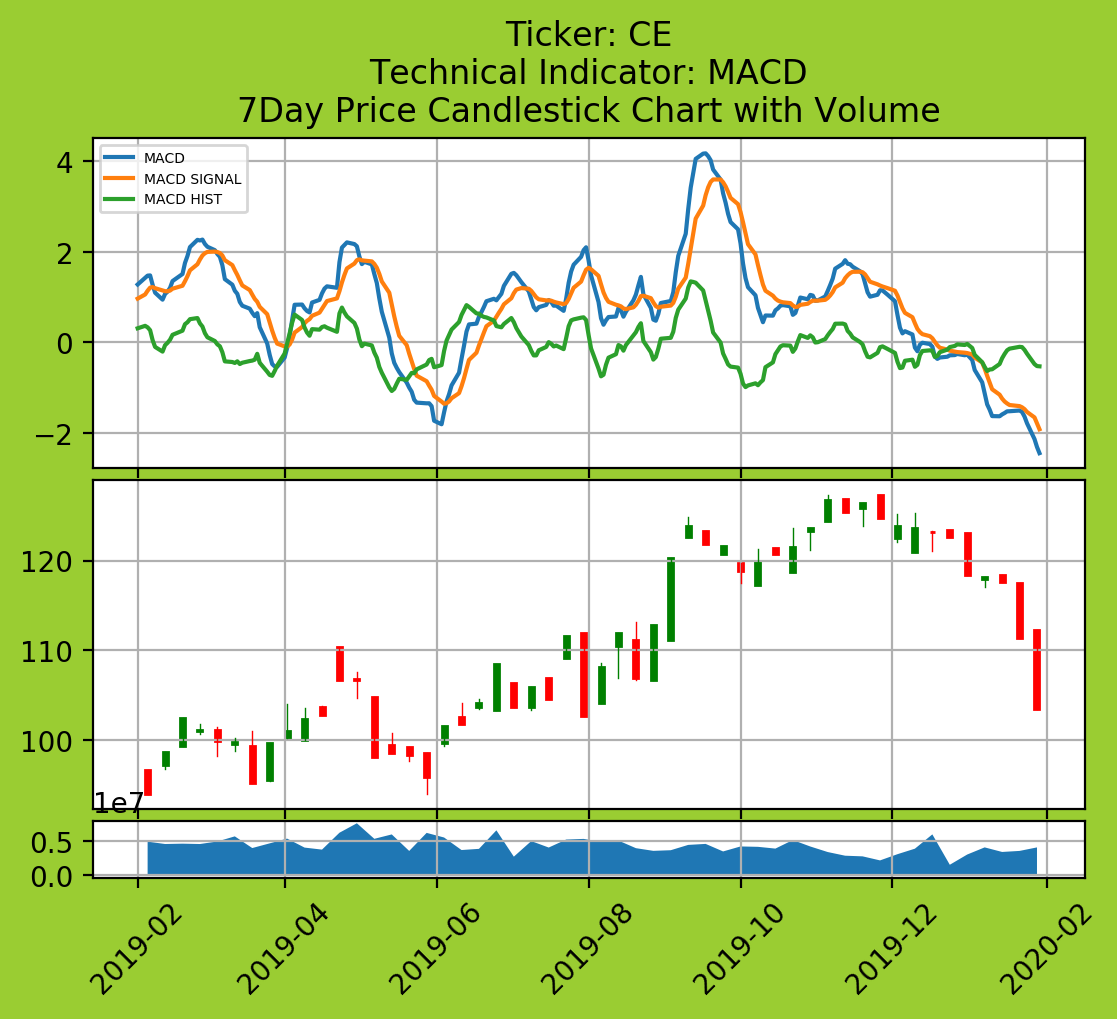 Ticker: CE
Technical Indicator: MACD
7Day Price Candlestick Chart with Volume
4
2
0
−2
MACD
MACD SIGNAL
MACD HIST
120
110
100
1e7
0.5
0.0
2019-02
2019-04
2019-06
2019-08
2019-10
2019-12
2020-02